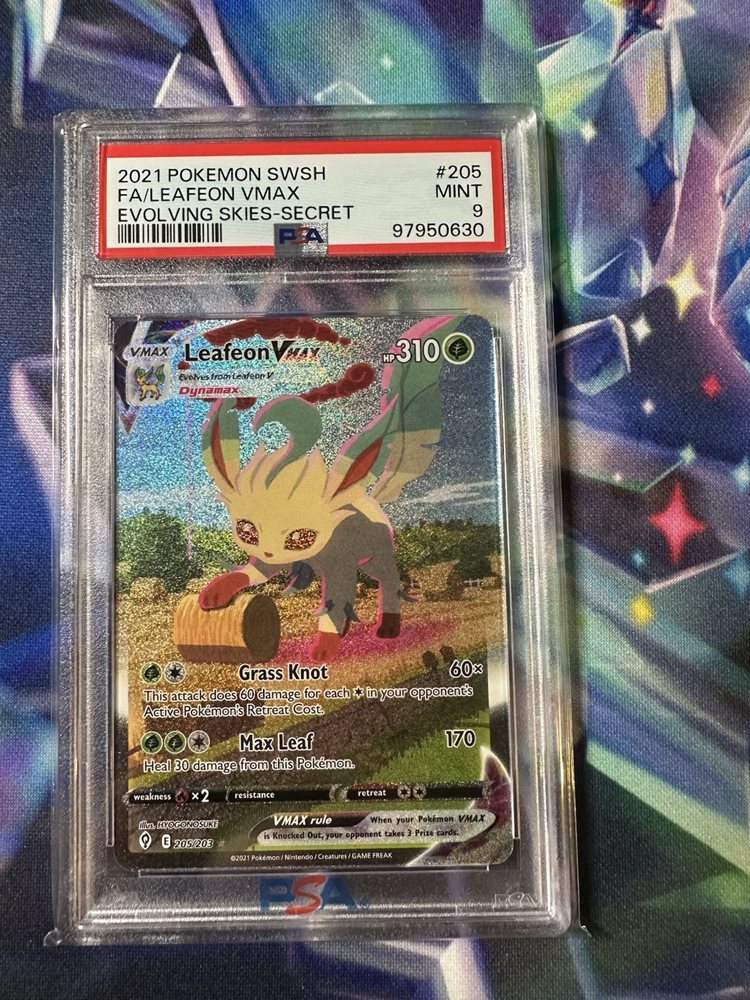 2021 POKEMON SWSH #205
FA/LEAFEON VMAX MINT
EVOLVING SKIES-SECRET 9
PSA 97950630
VMAX Leafeon VMAX HP 310
Evolves from Leafeon V
Dynamax
Grass Knot 60×
This attack does 60 damage for each in your opponent's
Active Pokémon's Retreat Cost.
Max Leaf 170
Heal 30 damage from this Pokémon.
weakness ×2 resistance retreat
VMAX rule When your Pokémon VMAX
is Knocked Out, your opponent takes 3 Prize cards.
Illus. HYOGONOSUKE
E 205/203
©2021 Pokémon / Nintendo / Creatures / GAME FREAK
PSA